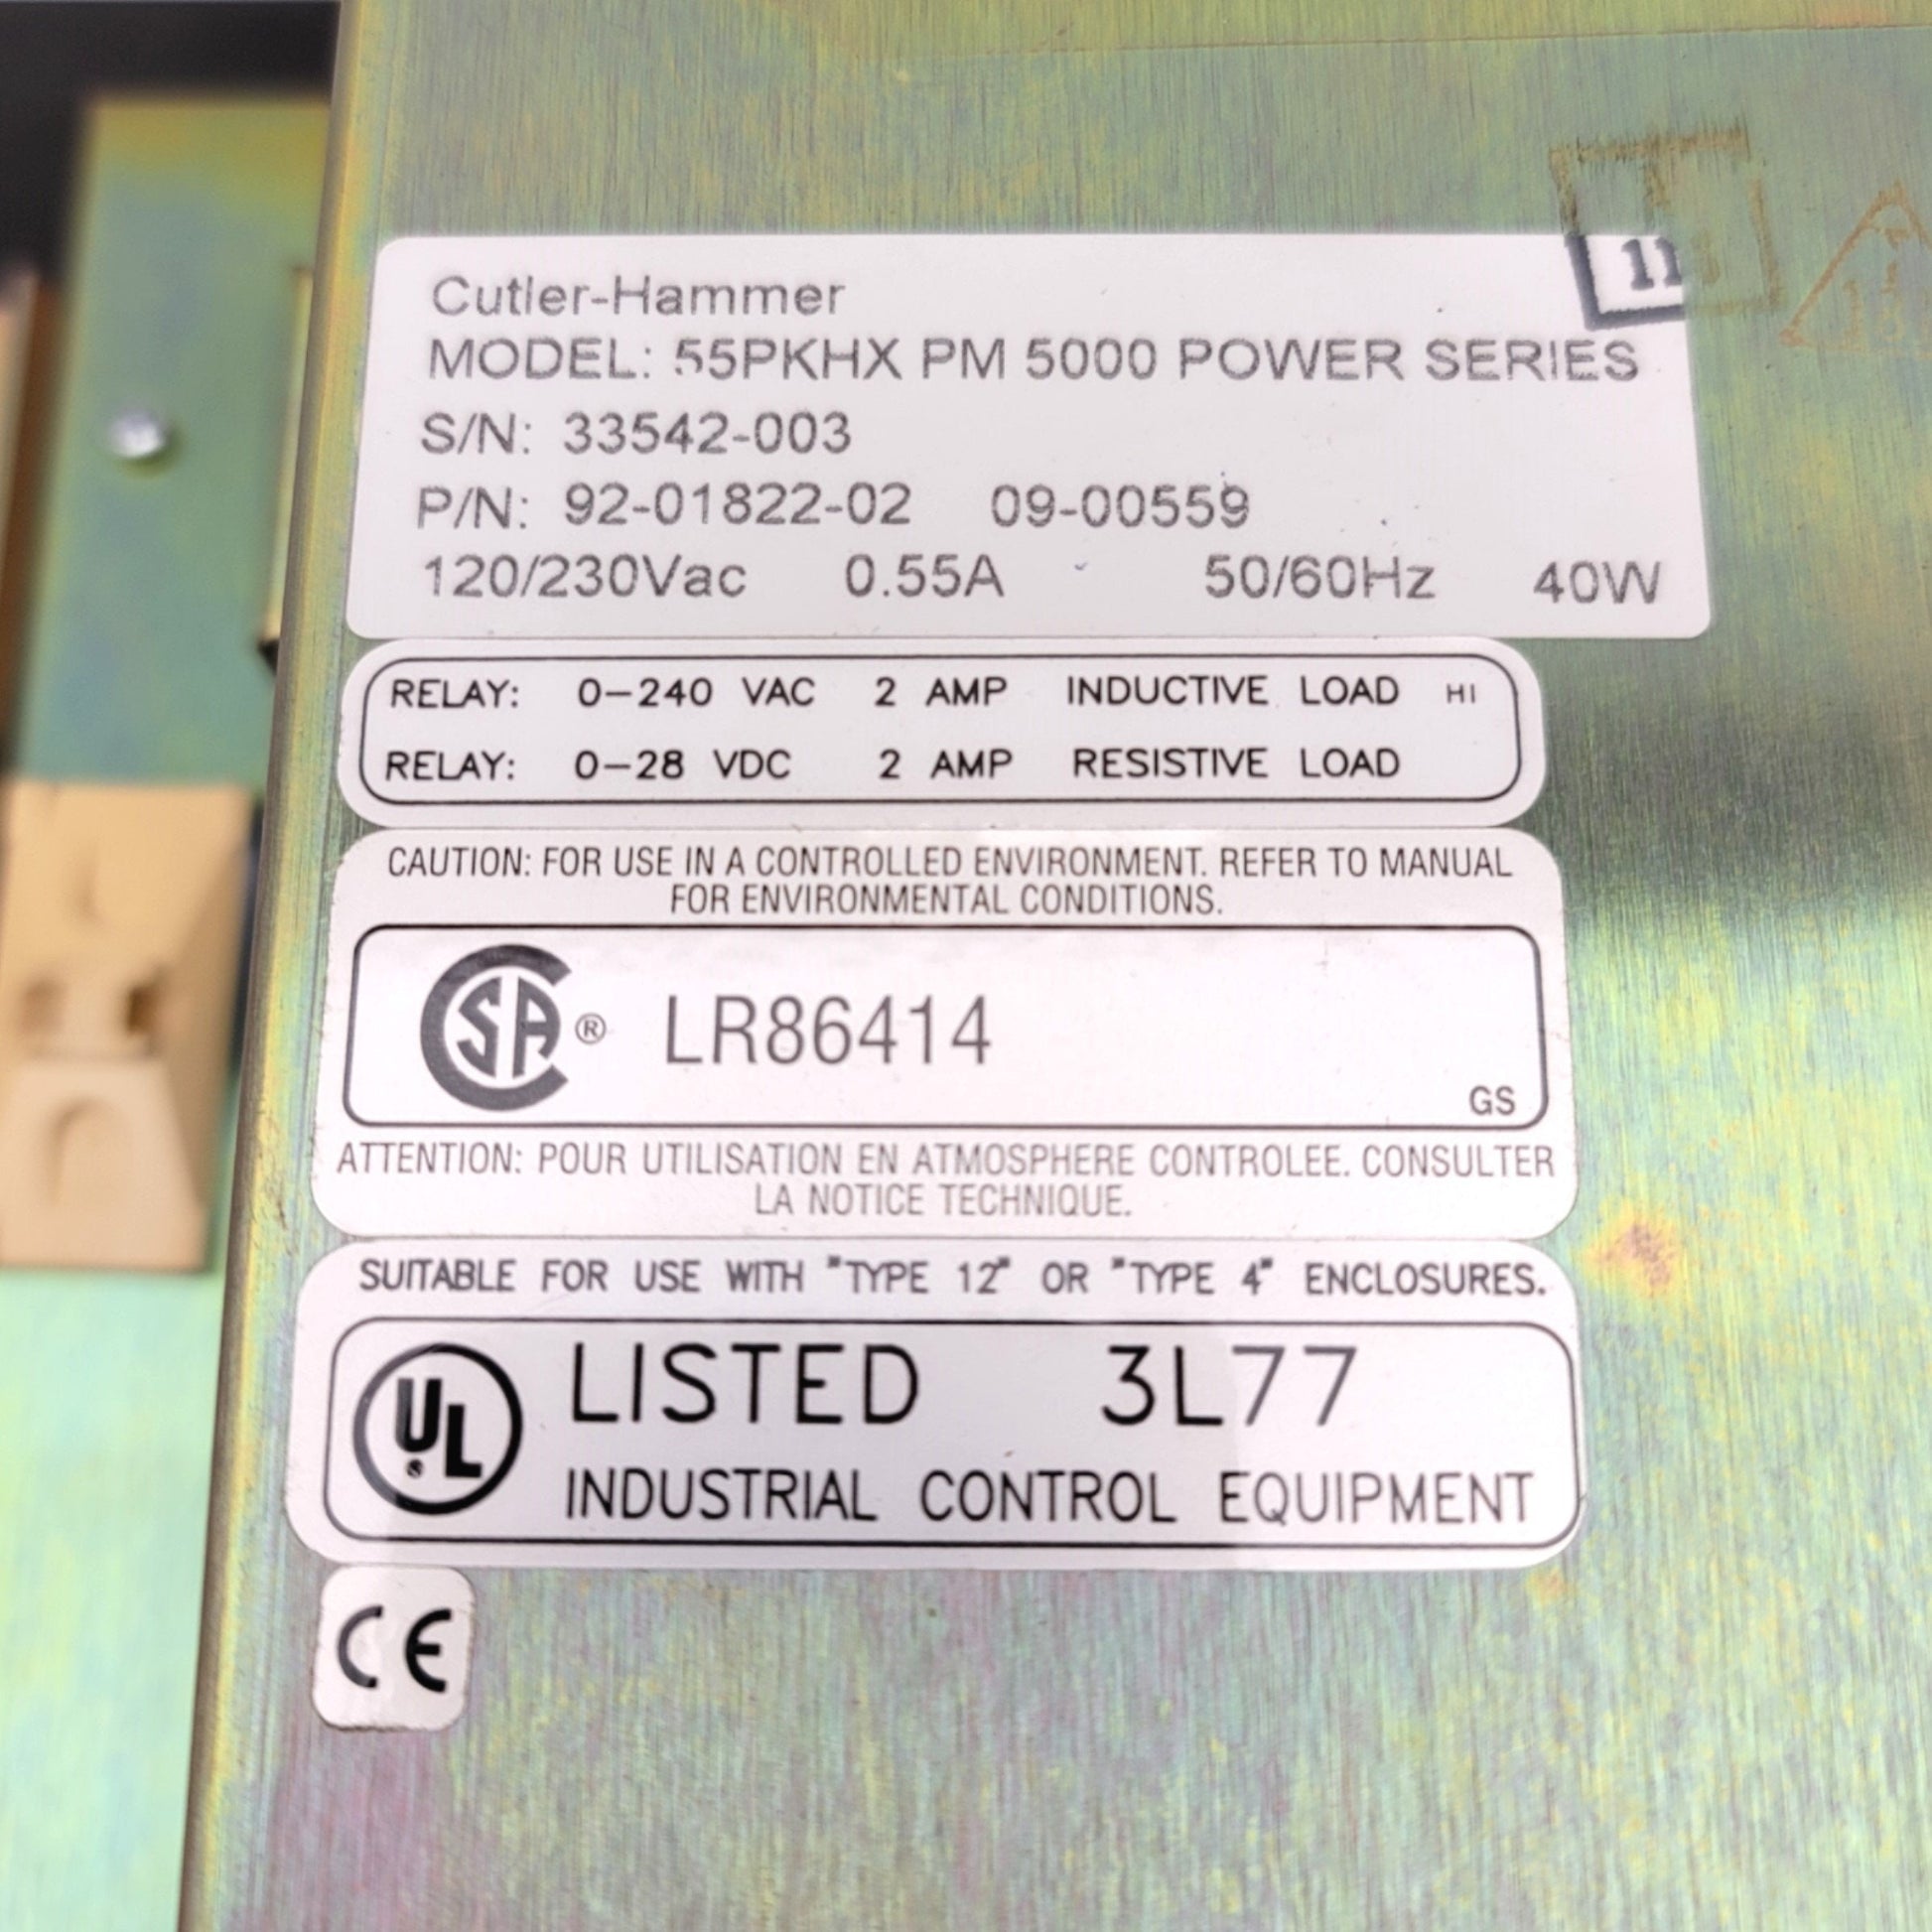 Cutler-Hammer
11
MODEL: 55PKHX PM 5000 POWER SERIES
S/N: 33542-003
P/N: 92-01822-02 09-00559
120/230Vac 0.55A 50/60Hz 40W
RELAY: 0-240 VAC 2 AMP INDUCTIVE LOAD HI
RELAY: 0-28 VDC 2 AMP RESISTIVE LOAD
CAUTION: FOR USE IN A CONTROLLED ENVIRONMENT. REFER TO MANUAL
FOR ENVIRONMENTAL CONDITIONS.
CSA ® LR86414
GS
ATTENTION: POUR UTILISATION EN ATMOSPHERE CONTROLEE. CONSULTER
LA NOTICE TECHNIQUE.
SUITABLE FOR USE WITH "TYPE 12" OR "TYPE 4" ENCLOSURES.
UL ® LISTED 3L77
INDUSTRIAL CONTROL EQUIPMENT
CE